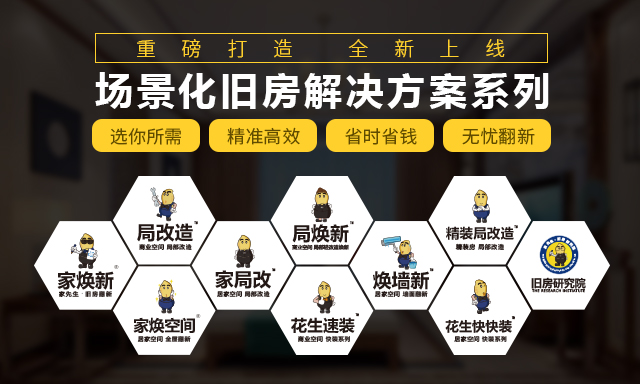 重磅打造 全新上线
场景化旧房解决方案系列
选你所需 精准高效 省时省钱 无忧翻新
局改造
商业空间 局部改造
局焕新
精装局改造
精装房 局部改造
家焕新
家先生·旧房翻新
家局改
居家空间 局部改造
焕墙新
居家空间 墙面翻新
旧房研究院
THE RESEARCH INSTITUTE
家焕空间
居家空间 全屋翻新
花生速装
商业空间 快装系列
花生快快装
居家空间 快装系列